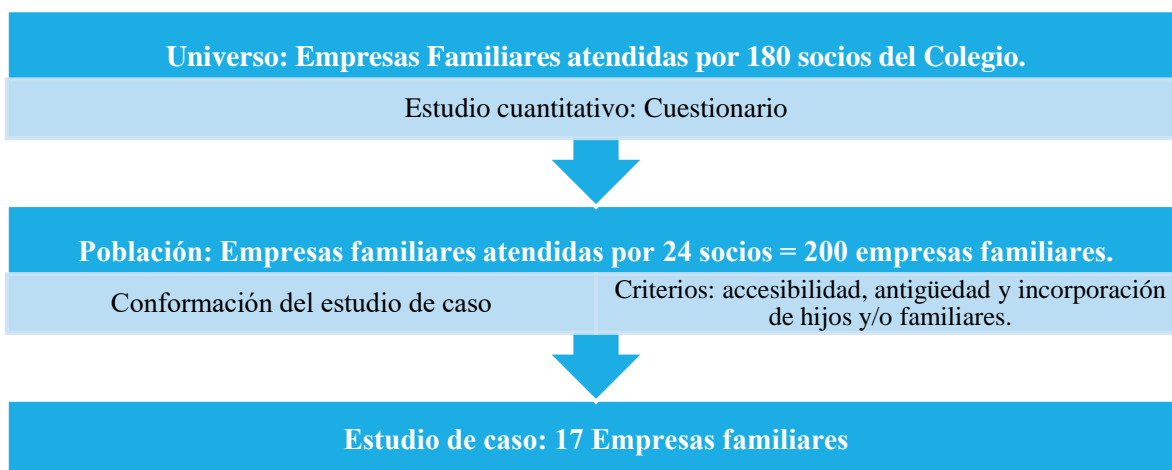 Universo: Empresas Familiares atendidas por 180 socios del Colegio.
Estudio cuantitativo: Cuestionario
Población: Empresas familiares atendidas por 24 socios = 200 empresas familiares.
Conformación del estudio de caso
Criterios: accesibilidad, antigüedad y incorporación
de hijos y/o familiares.
Estudio de caso: 17 Empresas familiares